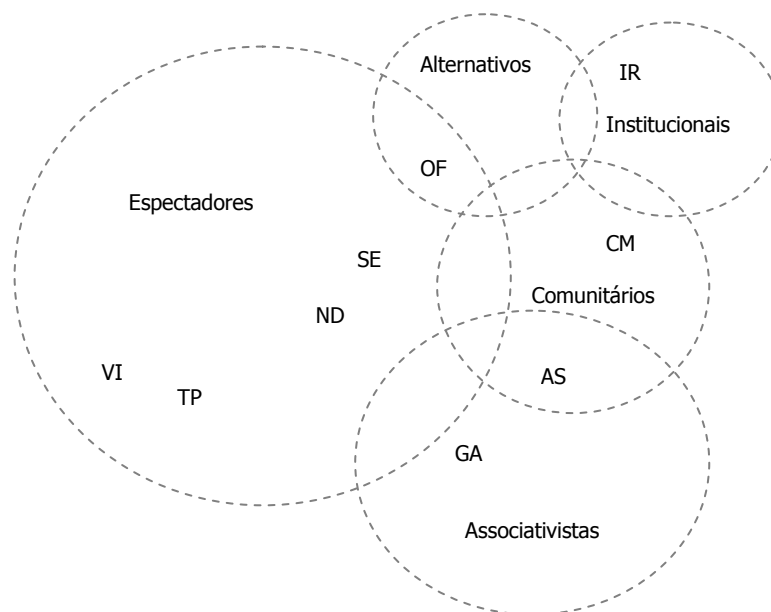 Alternativos
IR
Institucionais
OF
Espectadores
CM
SE
Comunitários
ND
VI
AS
TP
GA
Associativistas